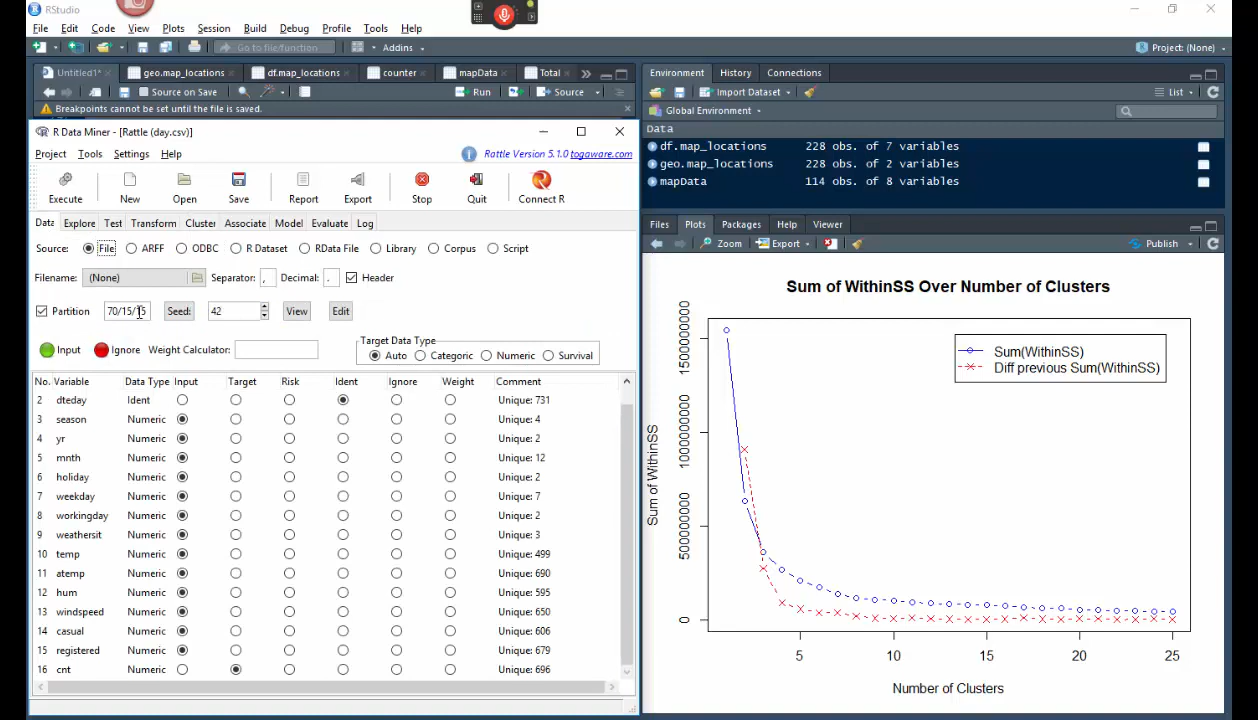 RStudio
File Edit Code View Plots Session Build Debug Profile Tools Help
Go to file/function Addins Project: (None)
Untitled1* geo.map_locations df.map_locations counter mapData Total
Source on Save Run Source
Breakpoints cannot be set until the file is saved.
R Data Miner - [Rattle (day.csv)]
Project Tools Settings Help Rattle Version 5.1.0 togaware.com
Execute New Open Save Report Export Stop Quit Connect R
Data Explore Test Transform Cluster Associate Model Evaluate Log
Source: File ARFF ODBC R Dataset RData File Library Corpus Script
Filename: (None) Separator: , Decimal: . Header
Partition 70/15/15 Seed: 42 View Edit
Input Ignore Weight Calculator:
Target Data Type
Auto Categoric Numeric Survival
No. Variable Data Type Input Target Risk Ident Ignore Weight Comment
2 dteday Ident Unique: 731
3 season Numeric Unique: 4
4 yr Numeric Unique: 2
5 mnth Numeric Unique: 12
6 holiday Numeric Unique: 2
7 weekday Numeric Unique: 7
8 workingday Numeric Unique: 2
9 weathersit Numeric Unique: 3
10 temp Numeric Unique: 499
11 atemp Numeric Unique: 690
12 hum Numeric Unique: 595
13 windspeed Numeric Unique: 650
14 casual Numeric Unique: 606
15 registered Numeric Unique: 679
16 cnt Numeric Unique: 696
Environment History Connections
Import Dataset List
Global Environment
Data
df.map_locations 228 obs. of 7 variables
geo.map_locations 228 obs. of 2 variables
mapData 114 obs. of 8 variables
Files Plots Packages Help Viewer
Zoom Export Publish
Sum of WithinSS Over Number of Clusters
Sum(WithinSS)
Diff previous Sum(WithinSS)
Sum of WithinSS
0 500000000 1000000000 1500000000
5 10 15 20 25
Number of Clusters